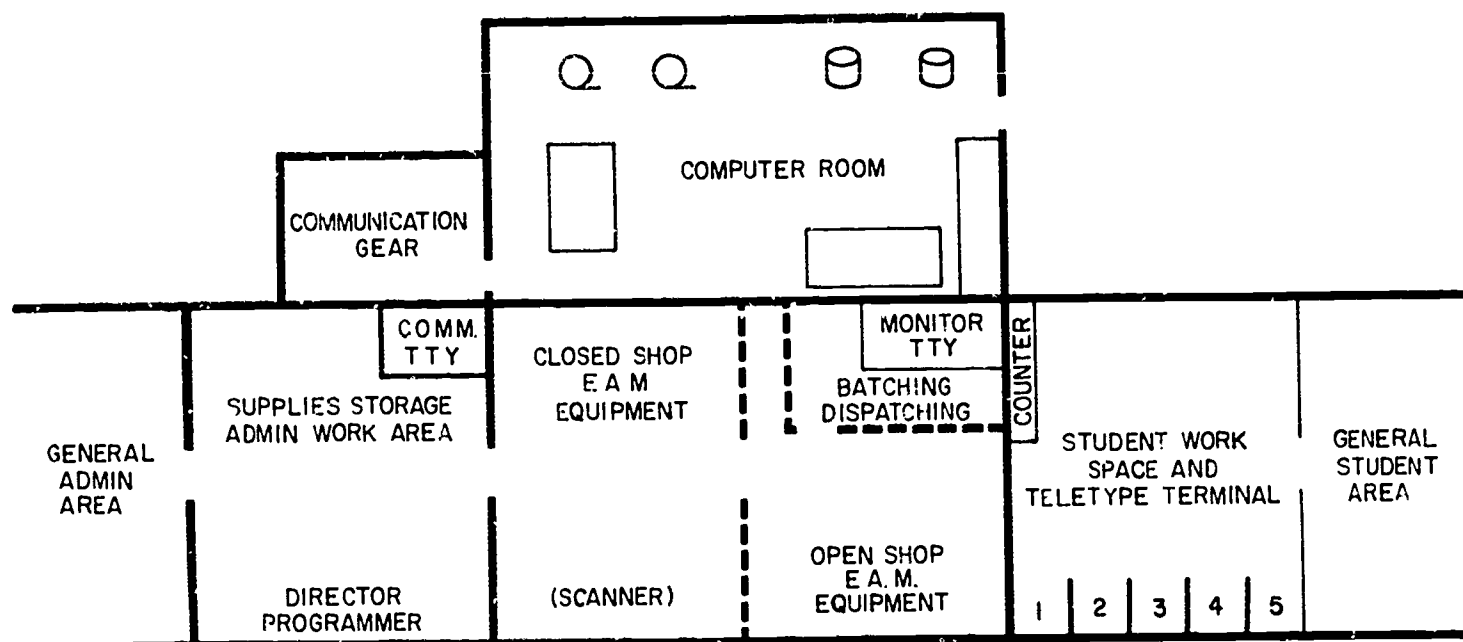 COMPUTER ROOM
COMMUNICATION
GEAR
COMM.
TTY
CLOSED SHOP
E A M
EQUIPMENT
MONITOR
TTY
BATCHING
DISPATCHING
COUNTER
SUPPLIES STORAGE
ADMIN WORK AREA
GENERAL
ADMIN
AREA
STUDENT WORK
SPACE AND
TELETYPE TERMINAL
GENERAL
STUDENT
AREA
DIRECTOR
PROGRAMMER
(SCANNER)
OPEN SHOP
E.A.M.
EQUIPMENT
1 2 3 4 5